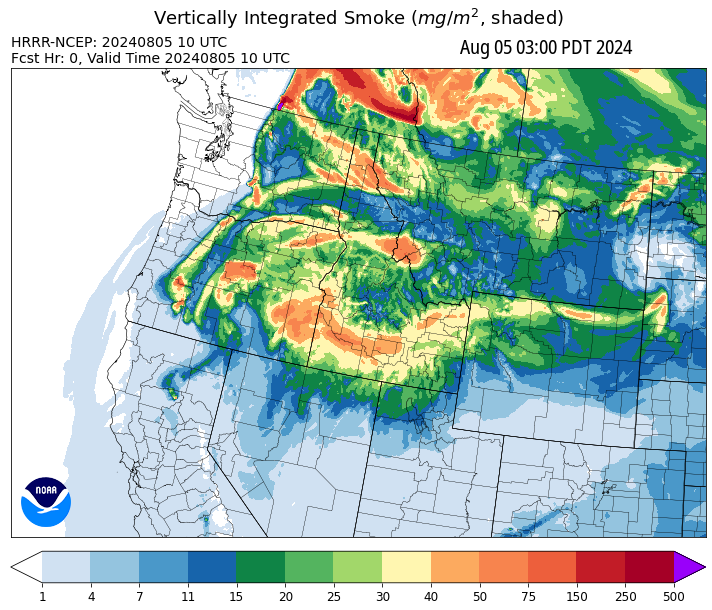 Vertically Integrated Smoke (mg/m², shaded)
HRRR-NCEP: 20240805 10 UTC
Fcst Hr: 0, Valid Time 20240805 10 UTC
Aug 05 03:00 PDT 2024
NOAA
1 4 7 11 15 20 25 30 40 50 75 150 250 500